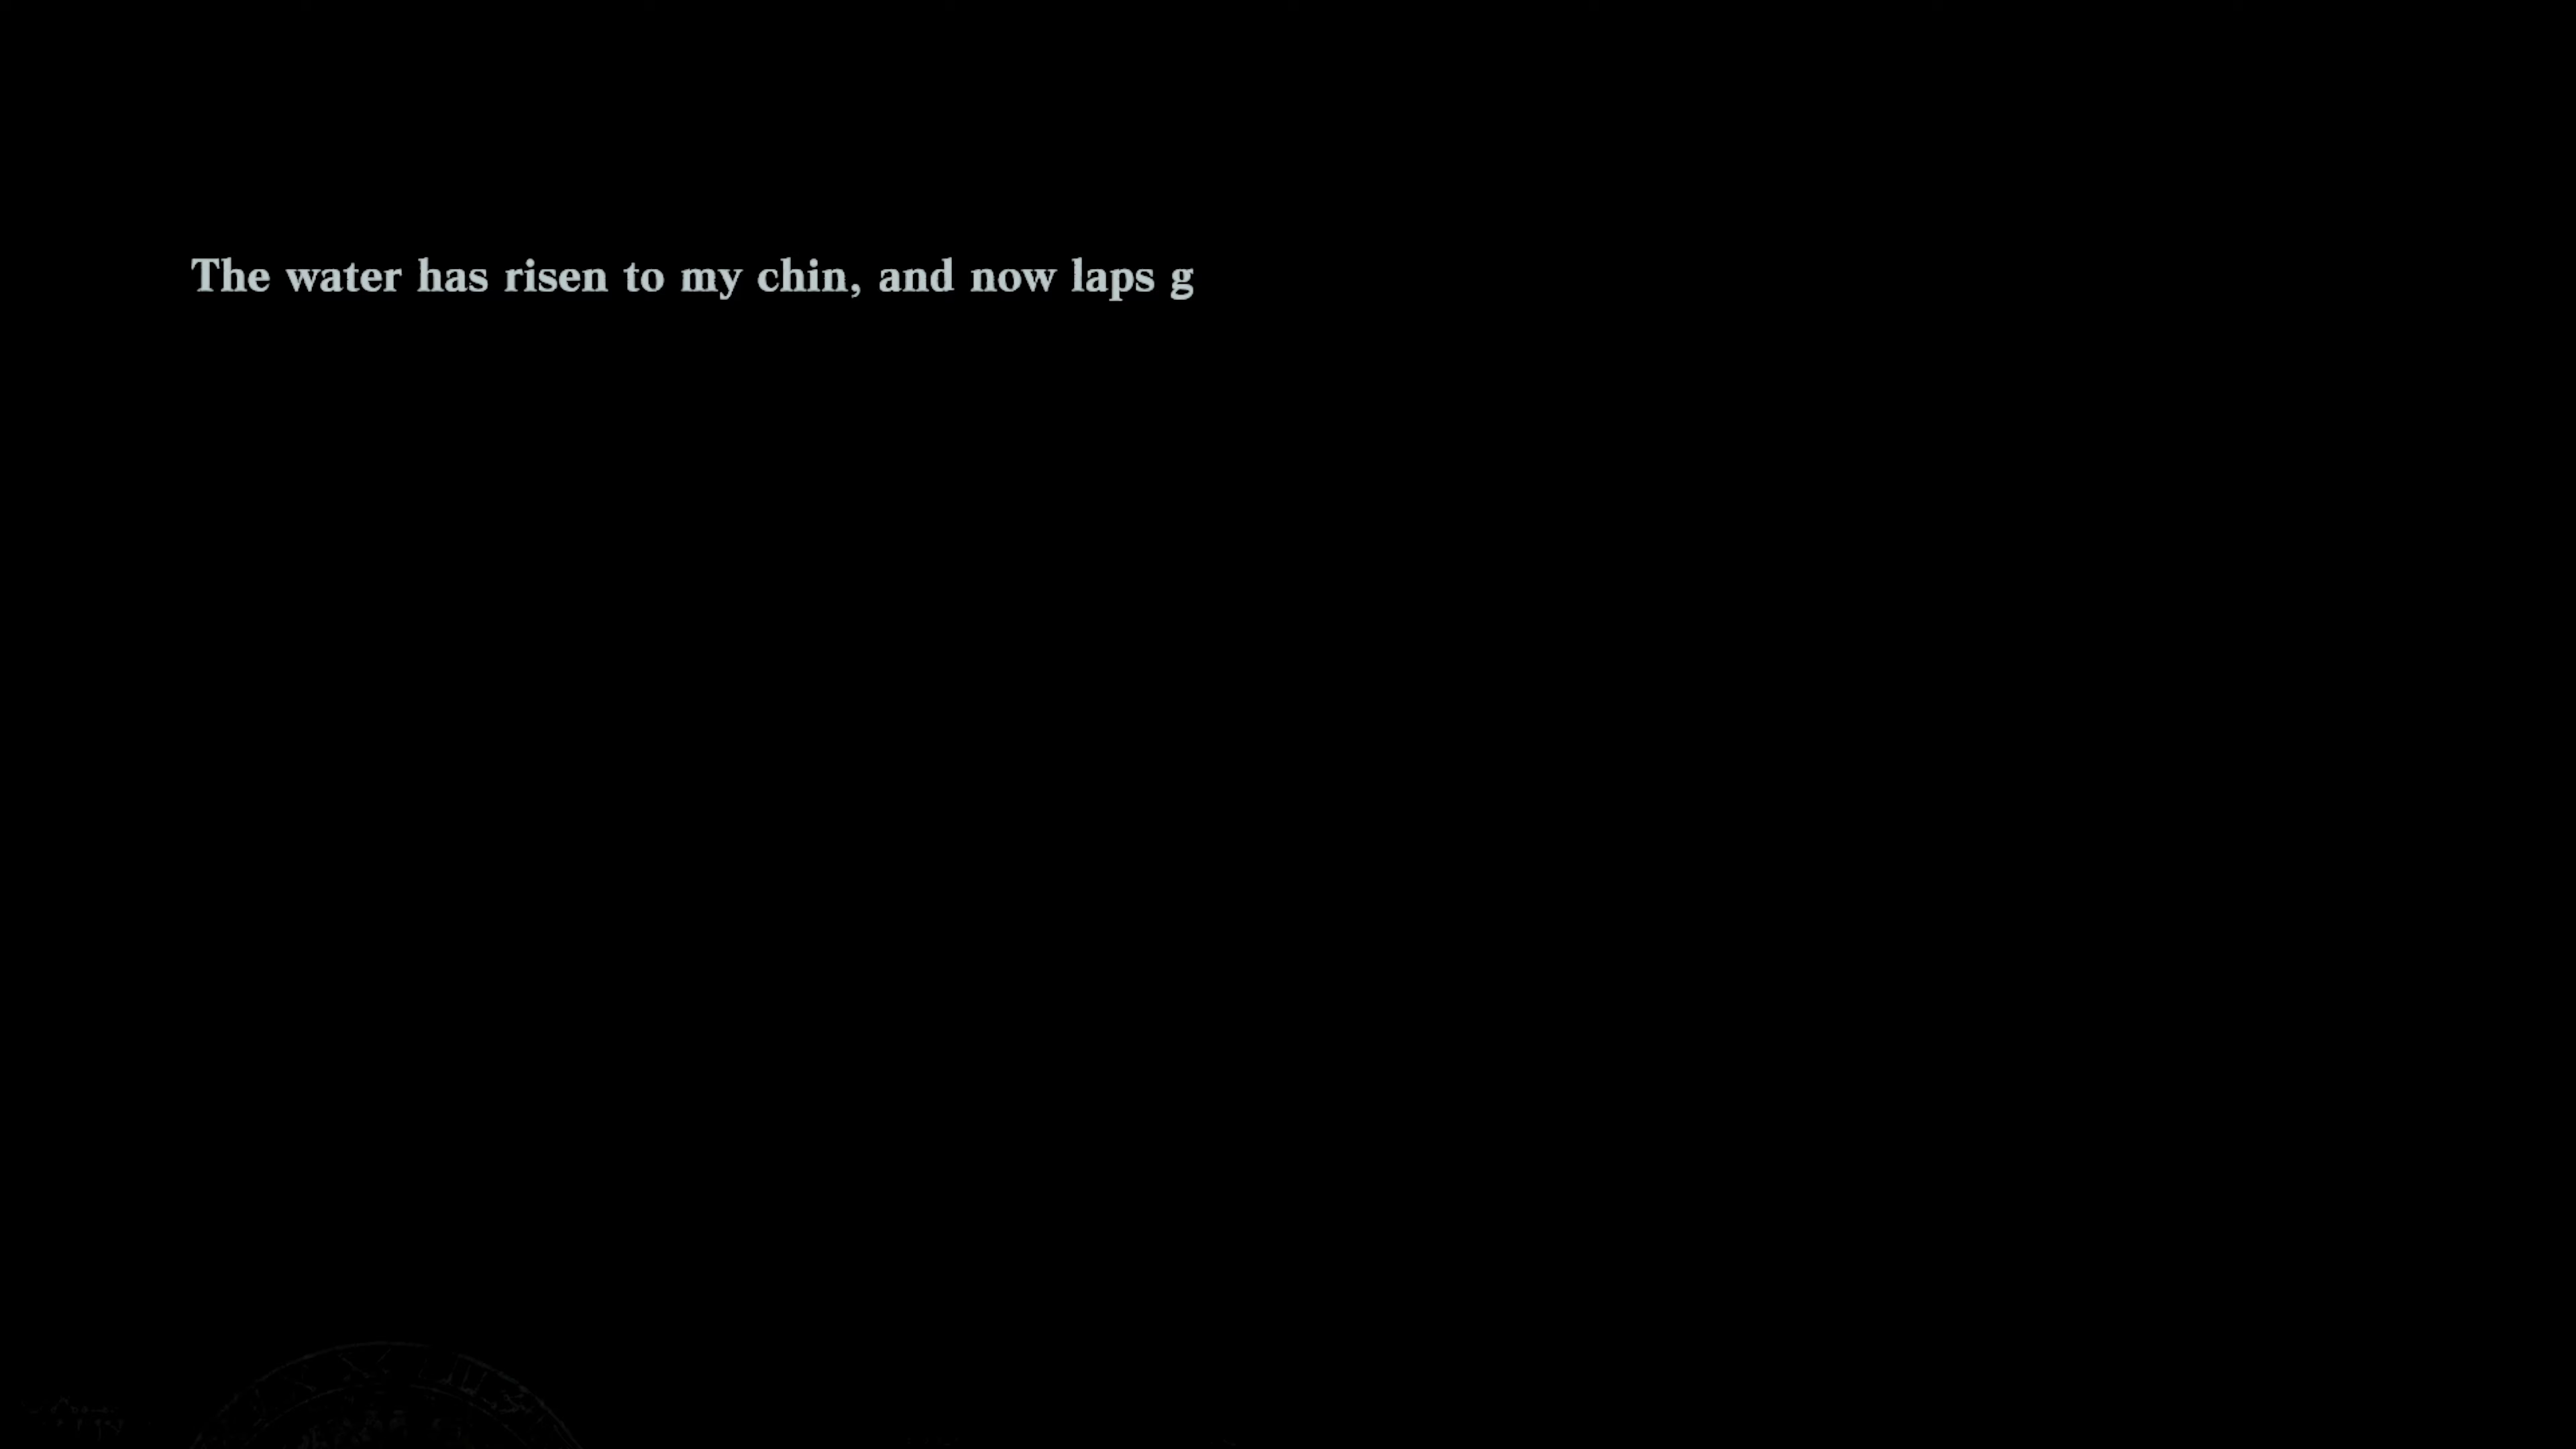 The water has risen to my chin, and now laps g